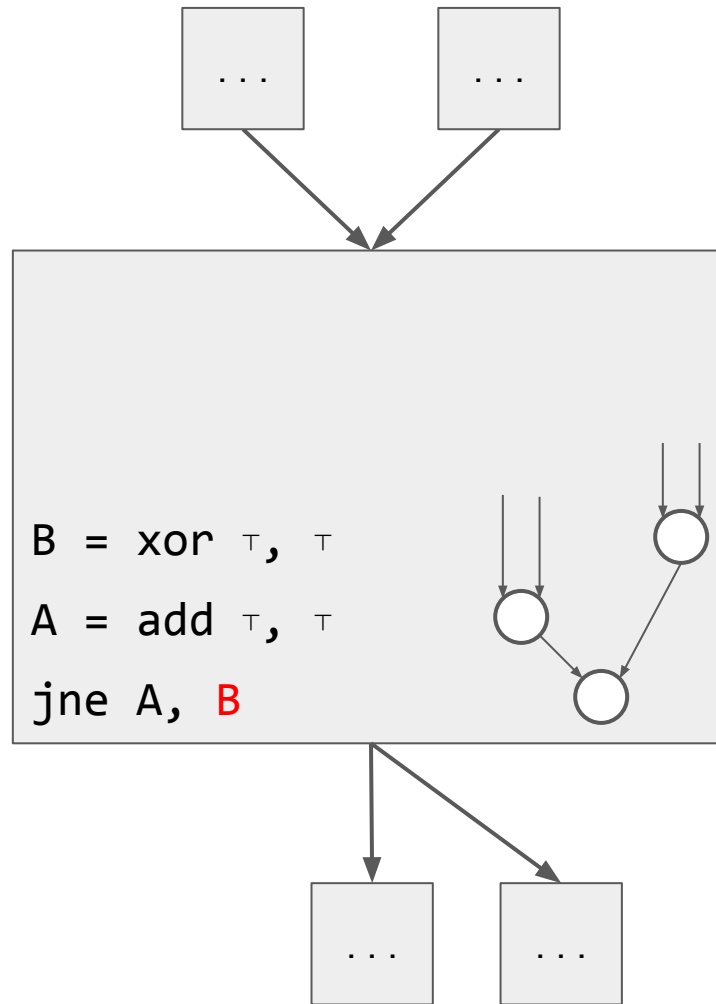 ... ...
B = xor ⊤, ⊤
A = add ⊤, ⊤
jne A, B
... ...